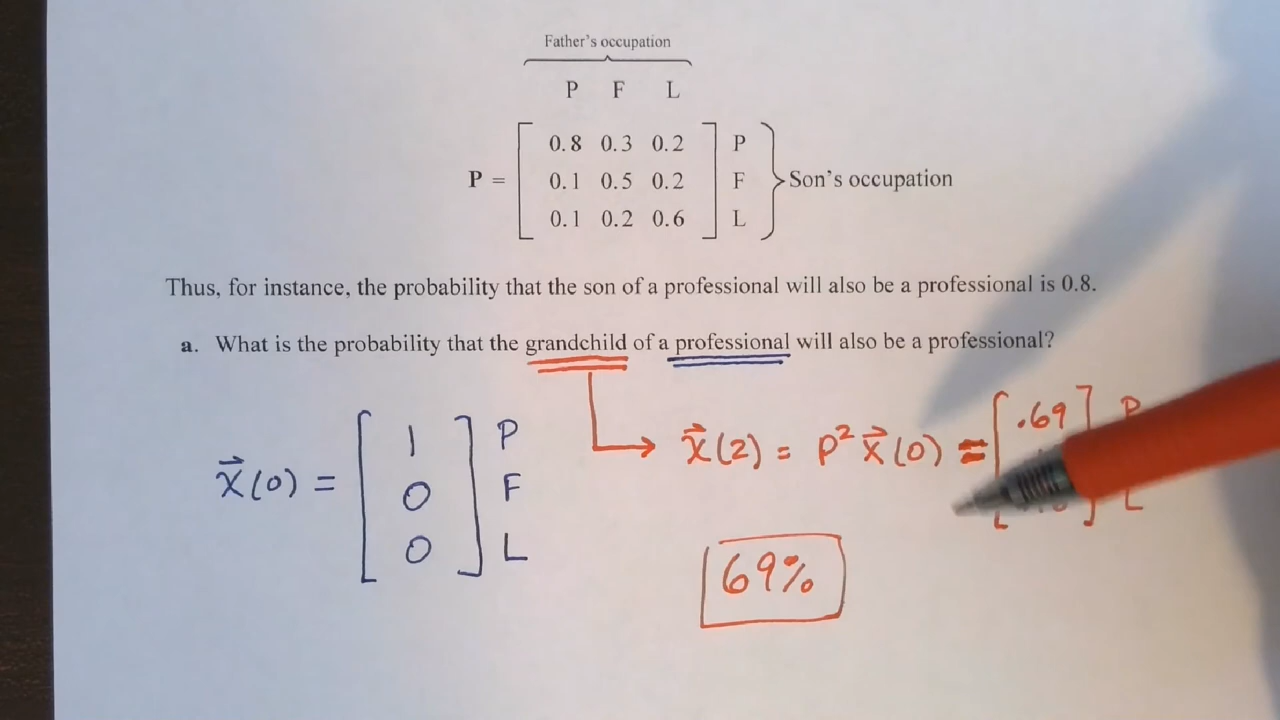 Father's occupation
P F L
0.8 0.3 0.2 P
P = 0.1 0.5 0.2 F Son's occupation
0.1 0.2 0.6 L
Thus, for instance, the probability that the son of a professional will also be a professional is 0.8.
a. What is the probability that the grandchild of a professional will also be a professional?
1 P
x⃗(0) = 0 F
0 L
x⃗(2) = P² x⃗(0) = .69 P
L
69%